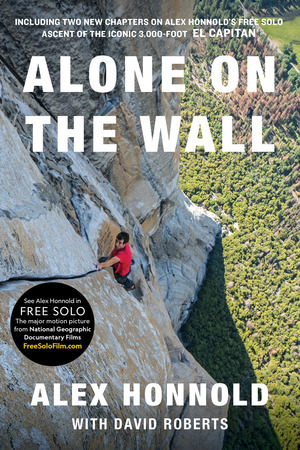 INCLUDING TWO NEW CHAPTERS ON ALEX HONNOLD'S FREE SOLO
ASCENT OF THE ICONIC 3,000-FOOT EL CAPITAN
ALONE ON
THE WALL
See Alex Honnold in
FREE SOLO
The major motion picture
from National Geographic
Documentary Films
FreeSoloFilm.com
ALEX HONNOLD
WITH DAVID ROBERTS